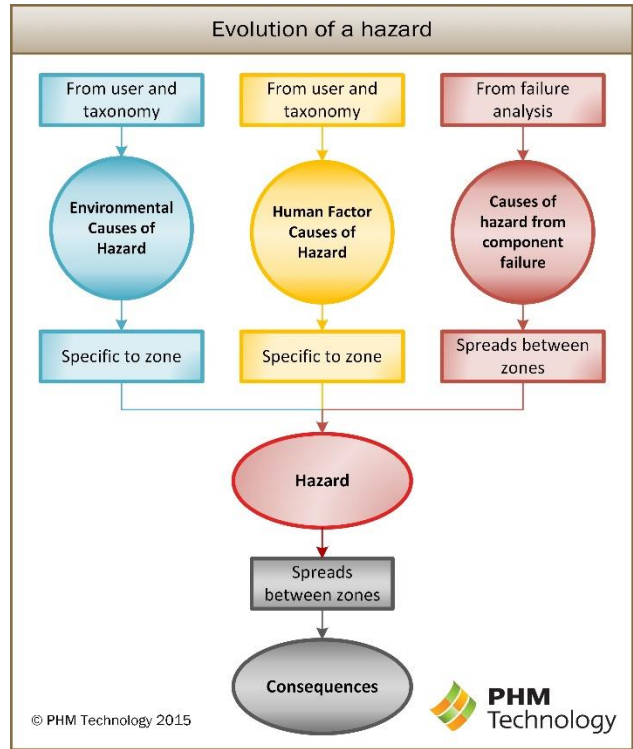 Evolution of a hazard
From user and
taxonomy
From user and
taxonomy
From failure
analysis
Environmental
Causes of
Hazard
Human Factor
Causes of
Hazard
Causes of
hazard from
component
failure
Specific to zone
Specific to zone
Spreads between
zones
Hazard
Spreads
between zones
Consequences
© PHM Technology 2015
PHM
Technology